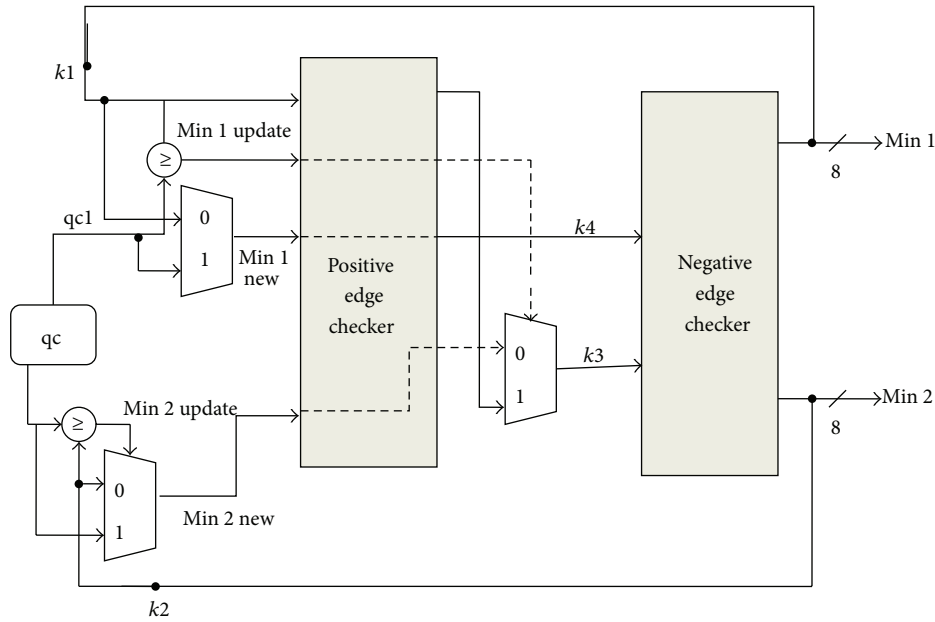 k1
Min 1 update
≥
qc1
0
1
Min 1
new
qc
Positive
edge
checker
k4
0
1
k3
Negative
edge
checker
Min 1
8
Min 2
8
Min 2 update
≥
0
1
Min 2 new
k2